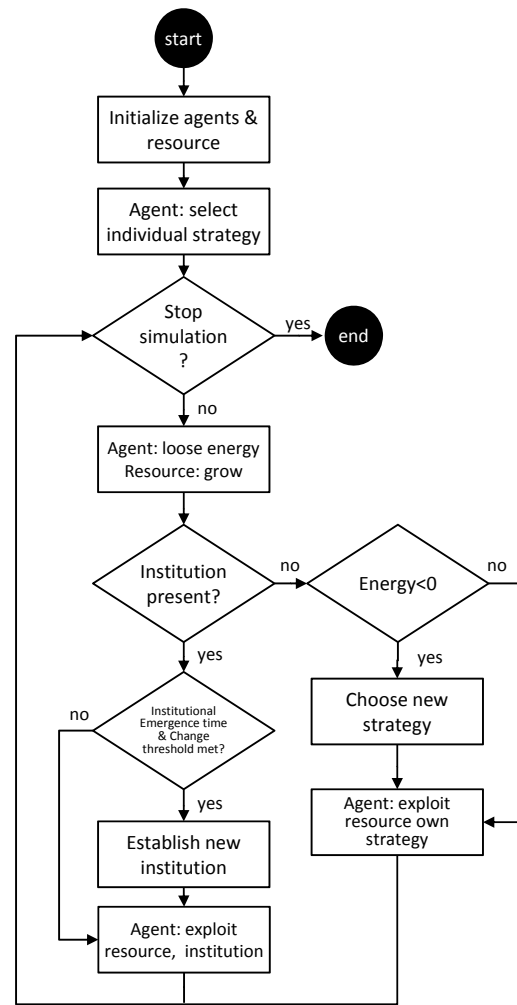 start
Initialize agents &
resource
Agent: select
individual strategy
Stop
simulation
?
yes
end
no
Agent: loose energy
Resource: grow
Institution
present?
no
Energy<0
no
yes
yes
Choose new
strategy
no
Institutional
Emergence time
& Change
threshold met?
yes
Agent: exploit
resource own
strategy
Establish new
institution
Agent: exploit
resource, institution